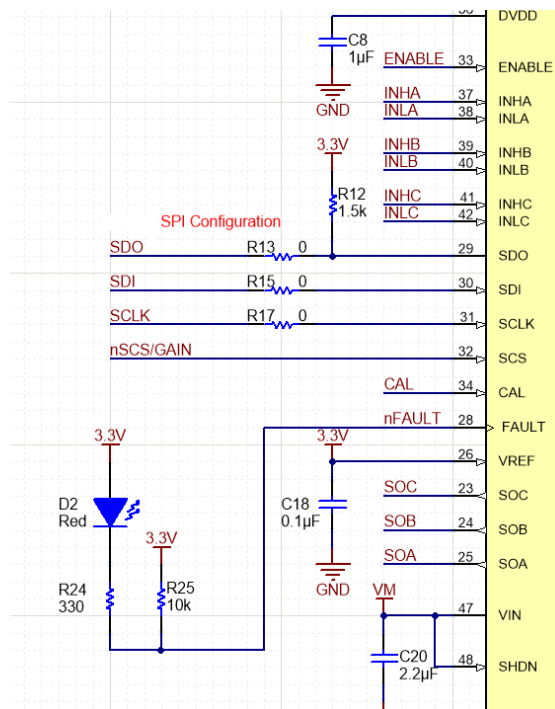 DVDD
C8
1µF
GND
ENABLE 33 ENABLE
INHA 37 INHA
INLA 38 INLA
INHB 39 INHB
INLB 40 INLB
3.3V
R12
1.5k
INHC 41 INHC
INLC 42 INLC
SPI Configuration
SDO R13 0 29 SDO
SDI R15 0 30 SDI
SCLK R17 0 31 SCLK
nSCS/GAIN 32 SCS
CAL 34 CAL
nFAULT 28 FAULT
3.3V
3.3V
26 VREF
D2
Red
C18
0.1µF
GND
SOC 23 SOC
SOB 24 SOB
SOA 25 SOA
3.3V
R24
330
R25
10k
VM
47 VIN
C20
2.2µF
48 SHDN